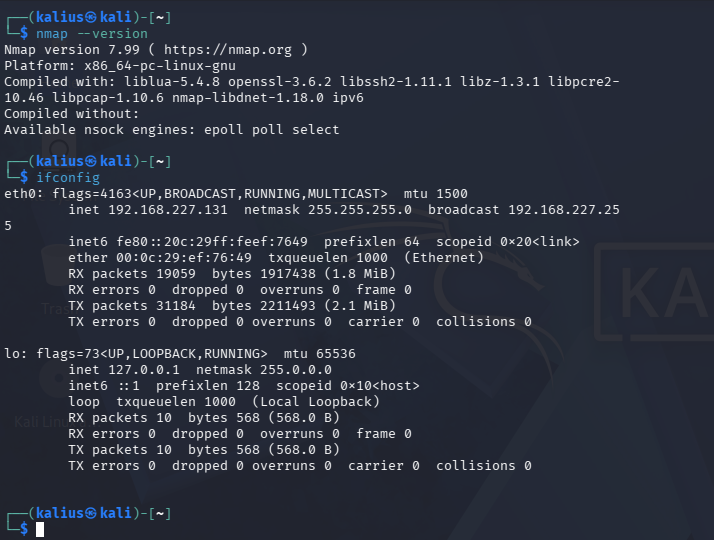 ┌──(kalius㉿kali)-[~]
└─$ nmap --version
Nmap version 7.99 ( https://nmap.org )
Platform: x86_64-pc-linux-gnu
Compiled with: liblua-5.4.8 openssl-3.6.2 libssh2-1.11.1 libz-1.3.1 libpcre2-
10.46 libpcap-1.10.6 nmap-libdnet-1.18.0 ipv6
Compiled without:
Available nsock engines: epoll poll select

┌──(kalius㉿kali)-[~]
└─$ ifconfig
eth0: flags=4163<UP,BROADCAST,RUNNING,MULTICAST>  mtu 1500
        inet 192.168.227.131  netmask 255.255.255.0  broadcast 192.168.227.25
5
        inet6 fe80::20c:29ff:feef:7649  prefixlen 64  scopeid 0×20<link>
        ether 00:0c:29:ef:76:49  txqueuelen 1000  (Ethernet)
        RX packets 19059  bytes 1917438 (1.8 MiB)
        RX errors 0  dropped 0  overruns 0  frame 0
        TX packets 31184  bytes 2211493 (2.1 MiB)
        TX errors 0  dropped 0 overruns 0  carrier 0  collisions 0

lo: flags=73<UP,LOOPBACK,RUNNING>  mtu 65536
        inet 127.0.0.1  netmask 255.0.0.0
        inet6 ::1  prefixlen 128  scopeid 0×10<host>
        loop  txqueuelen 1000  (Local Loopback)
        RX packets 10  bytes 568 (568.0 B)
        RX errors 0  dropped 0  overruns 0  frame 0
        TX packets 10  bytes 568 (568.0 B)
        TX errors 0  dropped 0 overruns 0  carrier 0  collisions 0

┌──(kalius㉿kali)-[~]
└─$
KA